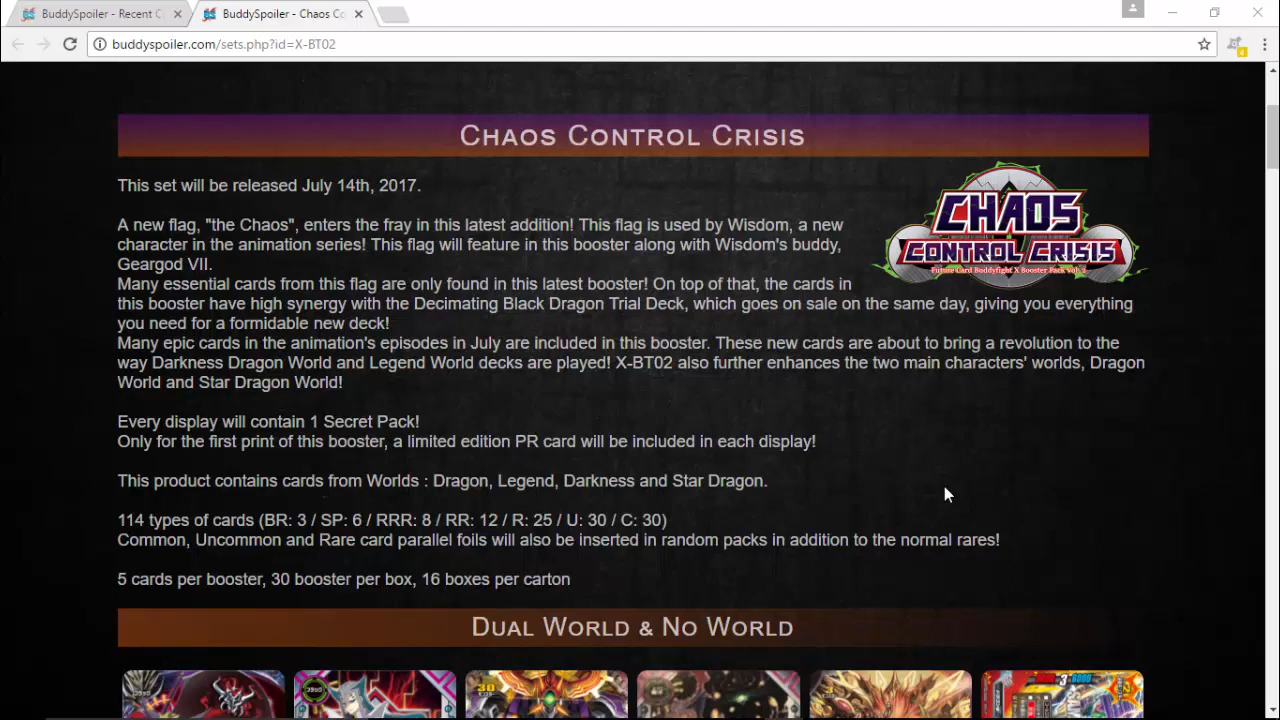 BuddySpoiler - Recent C
BuddySpoiler - Chaos Co
buddyspoiler.com/sets.php?id=X-BT02
4
Chaos Control Crisis
This set will be released July 14th, 2017.
CHAOS
CONTROL CRISIS
Future Card Buddyfight X Booster Pack Vol. 2
A new flag, "the Chaos", enters the fray in this latest addition! This flag is used by Wisdom, a new
character in the animation series! This flag will feature in this booster along with Wisdom's buddy,
Geargod VII.
Many essential cards from this flag are only found in this latest booster! On top of that, the cards in
this booster have high synergy with the Decimating Black Dragon Trial Deck, which goes on sale on the same day, giving you everything
you need for a formidable new deck!
Many epic cards in the animation's episodes in July are included in this booster. These new cards are about to bring a revolution to the
way Darkness Dragon World and Legend World decks are played! X-BT02 also further enhances the two main characters' worlds, Dragon
World and Star Dragon World!
Every display will contain 1 Secret Pack!
Only for the first print of this booster, a limited edition PR card will be included in each display!
This product contains cards from Worlds : Dragon, Legend, Darkness and Star Dragon.
114 types of cards (BR: 3 / SP: 6 / RRR: 8 / RR: 12 / R: 25 / U: 30 / C: 30)
Common, Uncommon and Rare card parallel foils will also be inserted in random packs in addition to the normal rares!
5 cards per booster, 30 booster per box, 16 boxes per carton
Dual World & No World